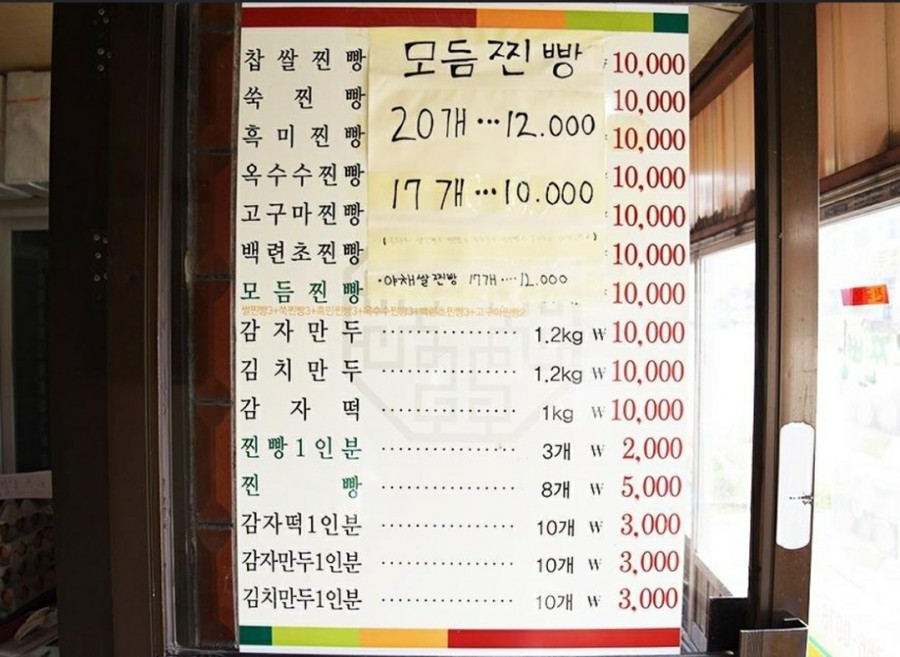 찹쌀찐빵 10,000
쑥찐빵 10,000
흑미찐빵 10,000
옥수수찐빵 10,000
고구마찐빵 10,000
백련초찐빵 10,000
모듬찐빵 10,000
모듬찐빵
20개 ··· 12.000
17개 ··· 10.000
·야채쌀찐빵 17개 ···· 12.000
감자만두 ·················· 1.2kg ₩ 10,000
김치만두 ·················· 1.2kg ₩ 10,000
감자떡 ·················· 1kg ₩ 10,000
찐빵1인분 ·················· 3개 ₩ 2,000
찐빵 ·················· 8개 ₩ 5,000
감자떡1인분 ·················· 10개 ₩ 3,000
감자만두1인분 ·················· 10개 ₩ 3,000
김치만두1인분 ·················· 10개 ₩ 3,000